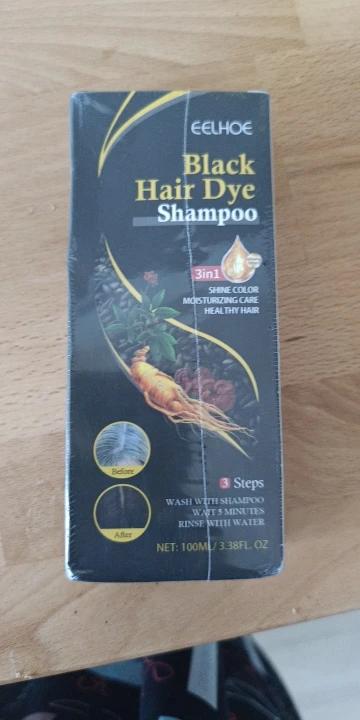 EELHOE
Black
Hair Dye
Shampoo
3in1
SHINE COLOR
MOISTURIZING CARE
HEALTHY HAIR
Before
After
3 Steps
WASH WITH SHAMPOO
WAIT 5 MINUTES
RINSE WITH WATER
NET: 100ML/ 3.38FL. OZ